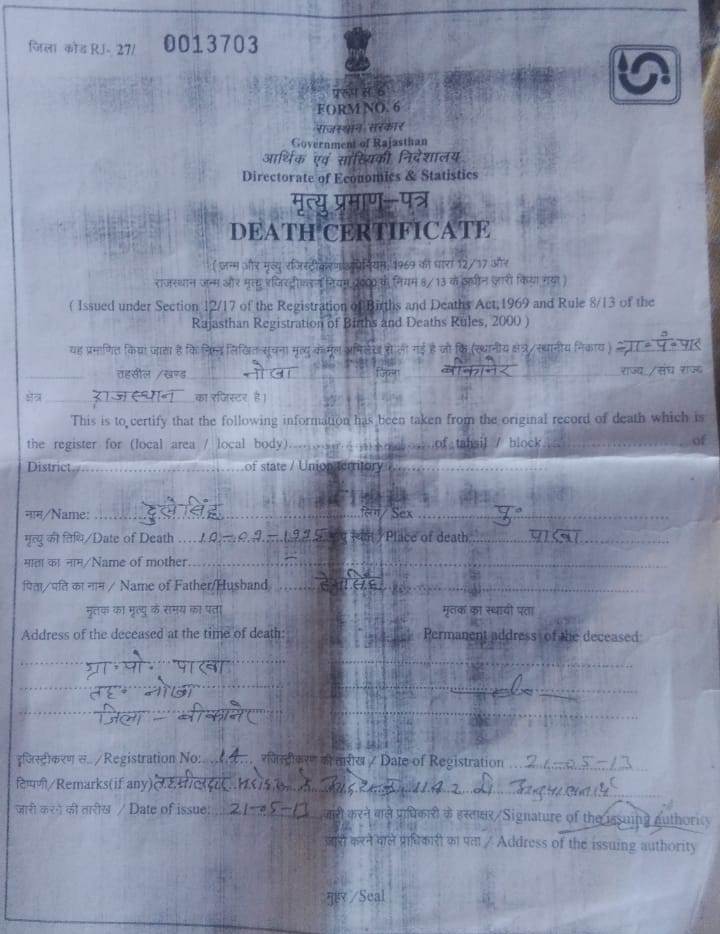 जिला कोड RJ- 27/ 0013703
प्ररूप सं. 6
FORM NO. 6
राजस्थान सरकार
Government of Rajasthan
आर्थिक एवं सांख्यिकी निदेशालय
Directorate of Economics & Statistics
मृत्यु प्रमाण–पत्र
DEATH CERTIFICATE
( जन्म और मृत्यु रजिस्ट्रीकरण अधिनियम, 1969 की धारा 12/17 और
राजस्थान जन्म और मृत्यु रजिस्ट्रीकरण नियम, 2000 के नियम 8/13 के अधीन जारी किया गया )
( Issued under Section 12/17 of the Registration of Births and Deaths Act,1969 and Rule 8/13 of the
Rajasthan Registration of Births and Deaths Rules, 2000 )
यह प्रमाणित किया जाता है कि निम्न लिखित सूचना मृत्यु के मूल अभिलेख से ली गई है जो कि (स्थानीय क्षेत्र/स्थानीय निकाय) ग्रा॰पं॰
तहसील /खण्ड नोखा जिला बीकानेर राज्य /संघ राज्य
क्षेत्र राजस्थान का रजिस्टर है।
This is to certify that the following information has been taken from the original record of death which is
the register for (local area / local body)..... of tahsil / block..... of
District..... of state / Union territory.....
नाम/Name: सिंह लिंग/ Sex पु॰
मृत्यु की तिथि/Date of Death स्थान /Place of death: पारवा
माता का नाम/Name of mother -
पिता/पति का नाम / Name of Father/Husband
मृतक का मृत्यु के समय का पता मृतक का स्थायी पता
Address of the deceased at the time of death: Permanent address of the deceased:
ग्रा॰पो॰ पारवा
तह॰ नोखा
जिला - बीकानेर
रजिस्ट्रीकरण सं.. /Registration No: 14 रजिस्ट्रीकरण की तारीख / Date of Registration 21-05-13
टिप्पणी/Remarks(if any) तहसीलदार के आदेश
जारी करने की तारीख / Date of issue: 21-05-13 जारी करने वाले प्राधिकारी के हस्ताक्षर/Signature of the issuing authority
जारी करने वाले प्राधिकारी का पता / Address of the issuing authority
मुहर /Seal